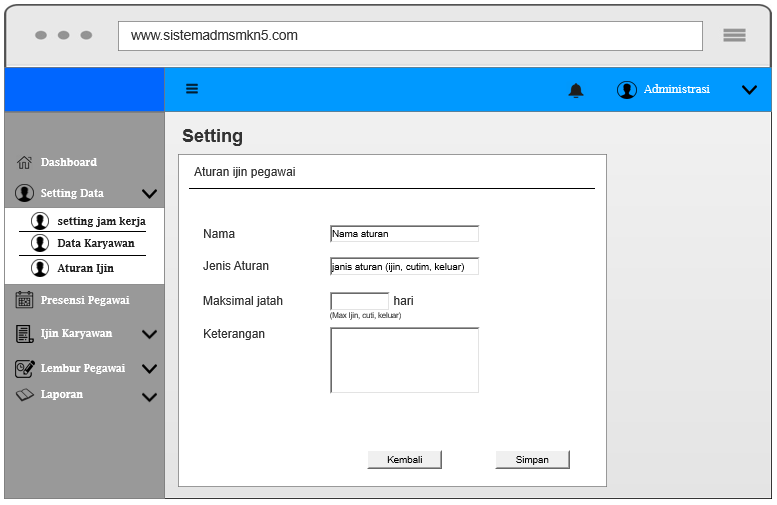 www.sistemadmsmkn5.com
Administrasi
Dashboard
Setting Data
setting jam kerja
Data Karyawan
Aturan Ijin
Presensi Pegawai
Ijin Karyawan
Lembur Pegawai
Laporan
Setting
Aturan ijin pegawai
Nama
Nama aturan
Jenis Aturan
janis aturan (ijin, cutim, keluar)
Maksimal jatah
hari
(Max Ijin, cuti, keluar)
Keterangan
Kembali
Simpan